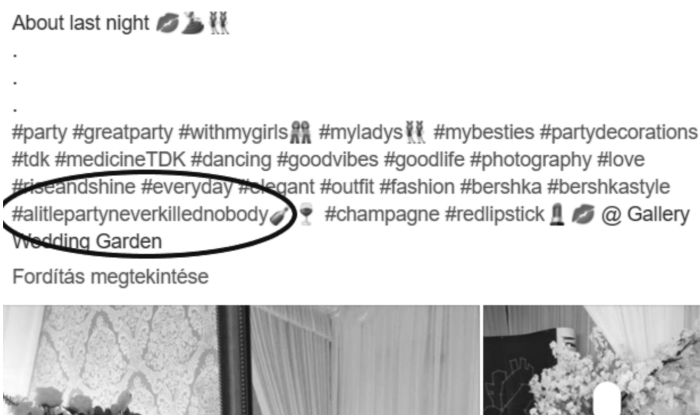 About last night 💋💃👯
.
.
.
#party #greatparty #withmygirls👭 #myladys👯 #mybesties #partydecorations
#tdk #medicineTDK #dancing #goodvibes #goodlife #photography #love
#riseandshine #everyday #elegant #outfit #fashion #bershka #bershkastyle
#alitlepartyneverkillednobody🍾🍷 #champagne #redlipstick💄💋 @ Gallery
Wedding Garden
Fordítás megtekintése